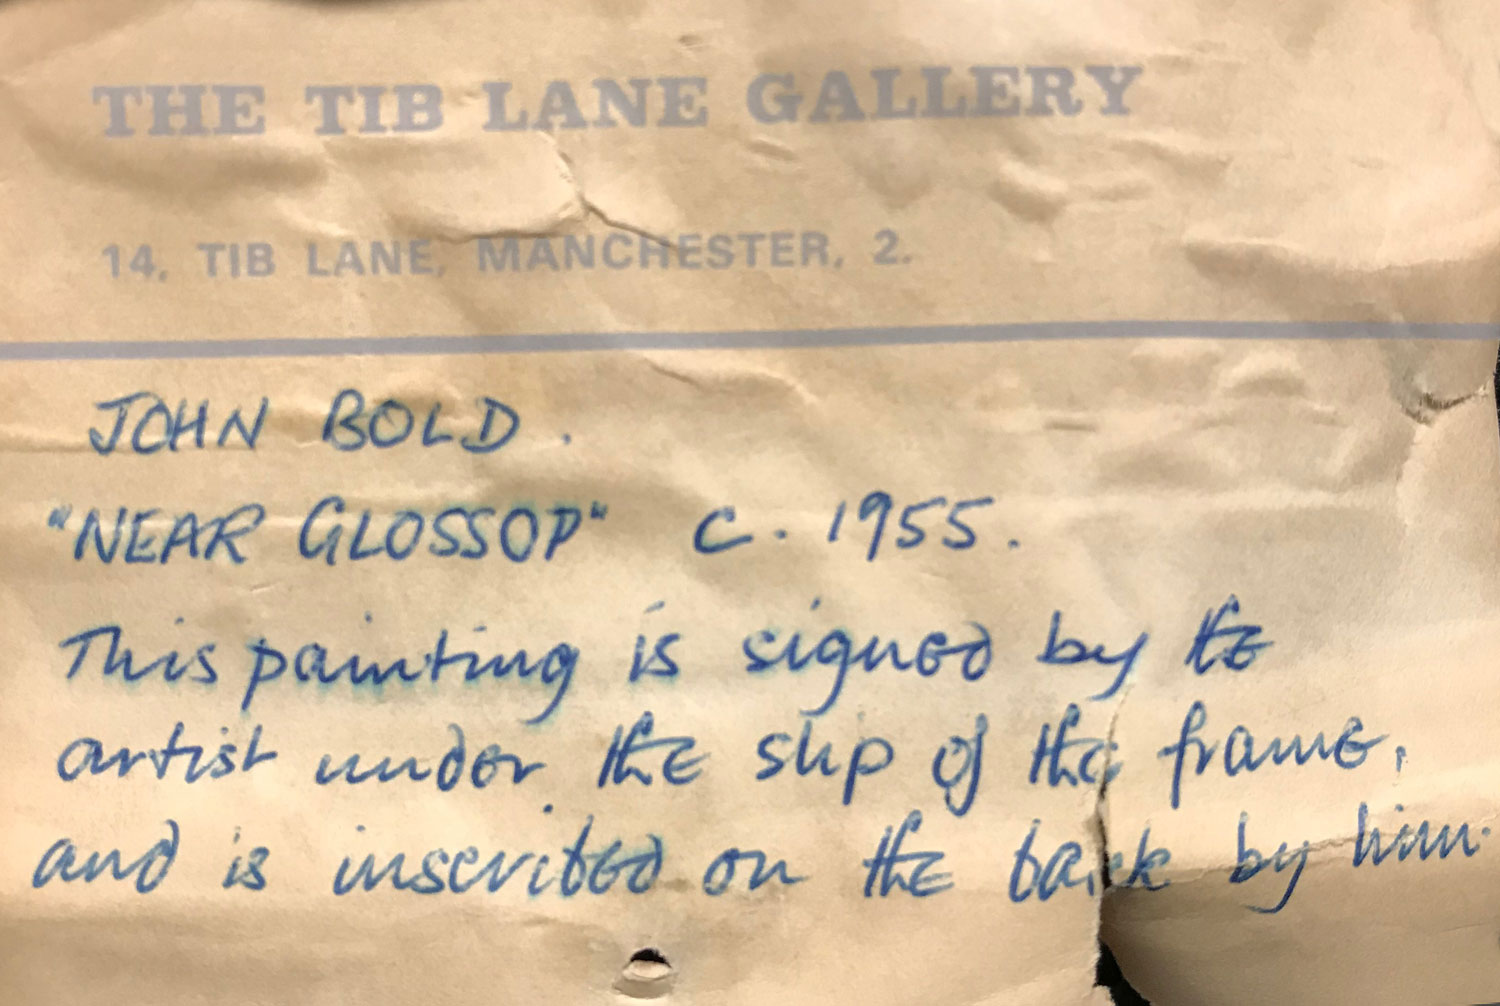 THE TIB LANE GALLERY
14, TIB LANE, MANCHESTER, 2.
JOHN BOLD.
"NEAR GLOSSOP" c. 1955.
This painting is signed by the
artist under the slip of the frame,
and is inscribed on the back by him.